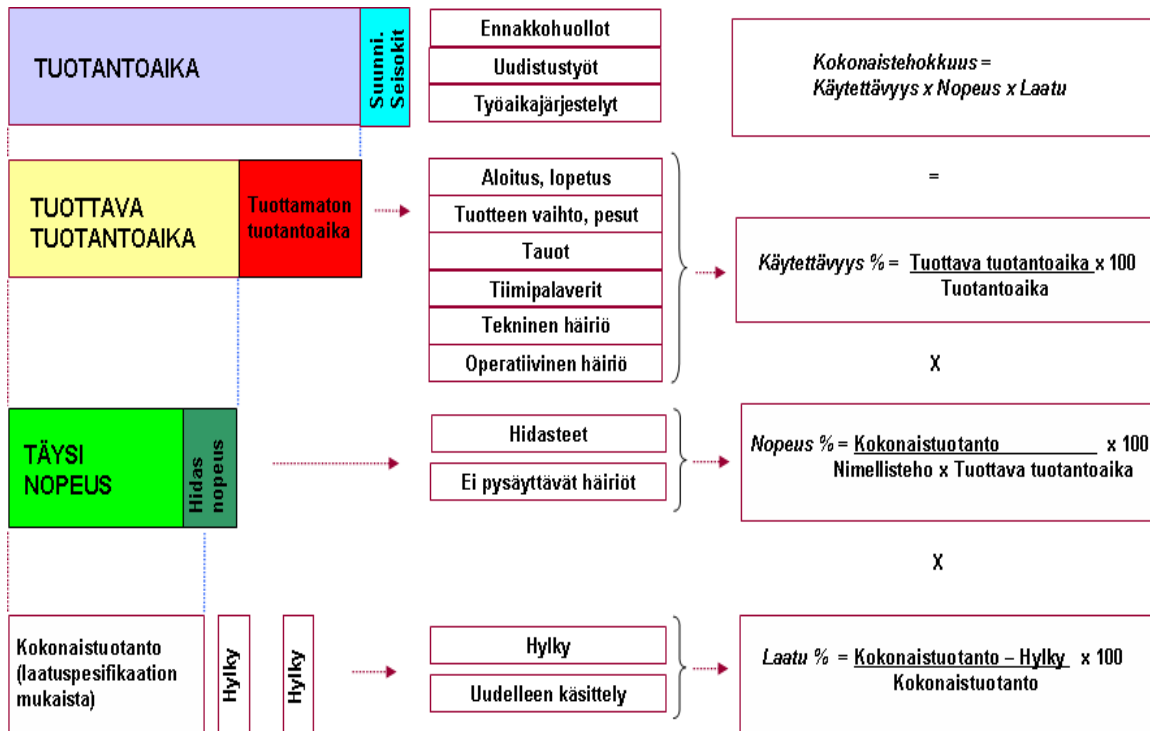 TUOTANTOAIKA
Suunni.
Seisokit
Ennakkohuollot
Uudistustyöt
Työaikajärjestelyt
Kokonaistehokkuus =
Käytettävyys x Nopeus x Laatu
=
TUOTTAVA
TUOTANTOAIKA
Tuottamaton
tuotantoaika
Aloitus, lopetus
Tuotteen vaihto, pesut
Tauot
Tiimipalaverit
Tekninen häiriö
Operatiivinen häiriö
Käytettävyys % = Tuottava tuotantoaika x 100
Tuotantoaika
X
TÄYSI
NOPEUS
Hidas
nopeus
Hidasteet
Ei pysäyttävät häiriöt
Nopeus % = Kokonaistuotanto x 100
Nimellisteho x Tuottava tuotantoaika
X
Kokonaistuotanto
(laatuspesifikaation
mukaista)
Hylky
Hylky
Hylky
Uudelleen käsittely
Laatu % = Kokonaistuotanto – Hylky x 100
Kokonaistuotanto